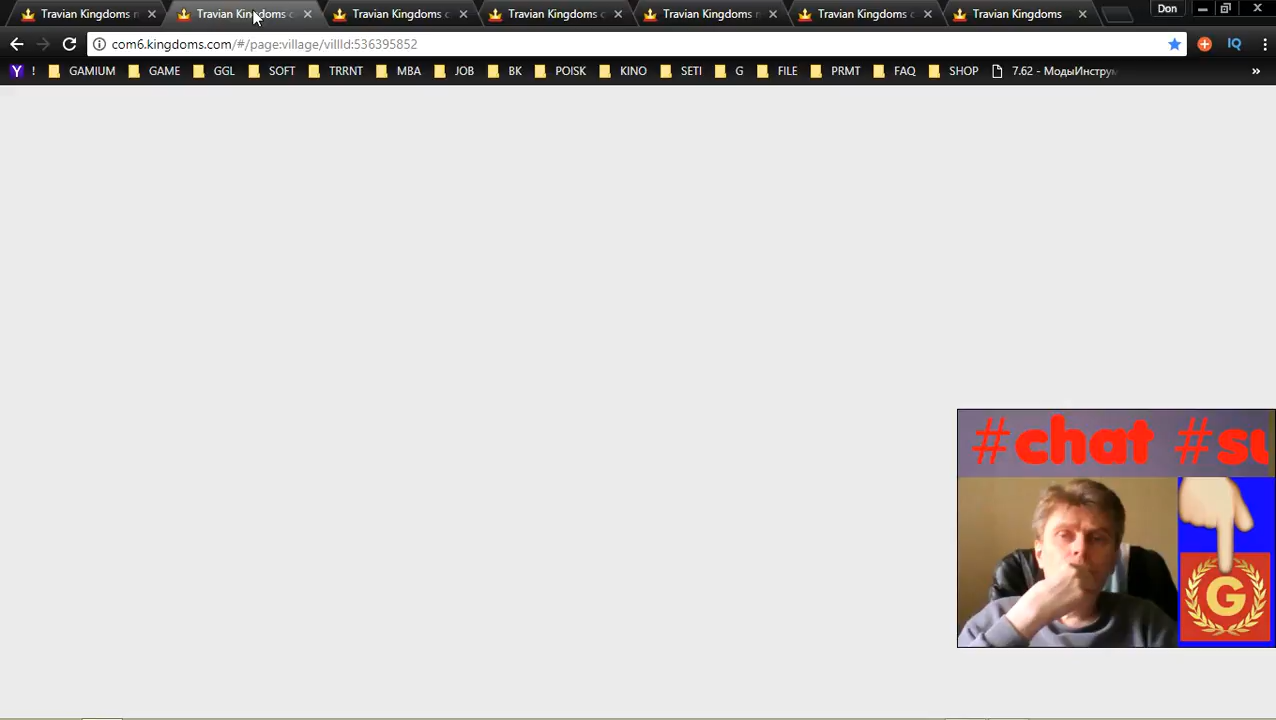 Travian Kingdoms n Travian Kingdoms c Travian Kingdoms c Travian Kingdoms c Travian Kingdoms n Travian Kingdoms c Travian Kingdoms Don
com6.kingdoms.com/#/page:village/villId:536395852 IQ
Y ! GAMIUM GAME GGL SOFT TRRNT MBA JOB BK POISK KINO SETI G FILE PRMT FAQ SHOP 7.62 - МодыИнструм »
#chat #su
G